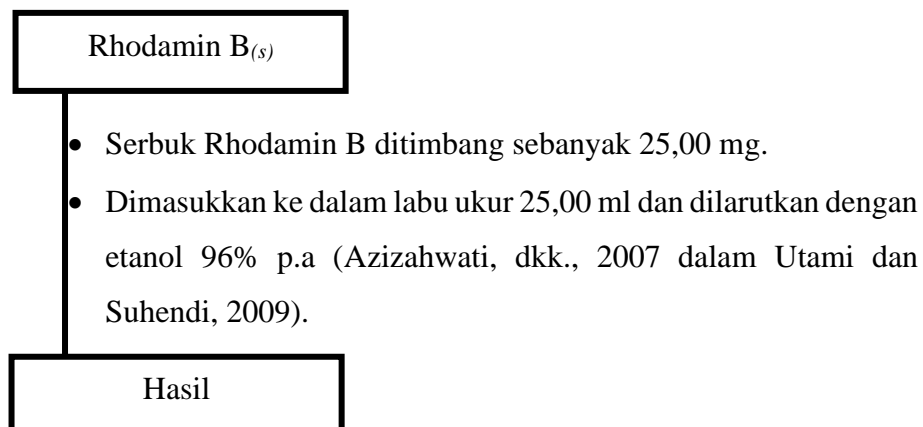 Rhodamin B(s)
• Serbuk Rhodamin B ditimbang sebanyak 25,00 mg.
• Dimasukkan ke dalam labu ukur 25,00 ml dan dilarutkan dengan
etanol 96% p.a (Azizahwati, dkk., 2007 dalam Utami dan
Suhendi, 2009).
Hasil